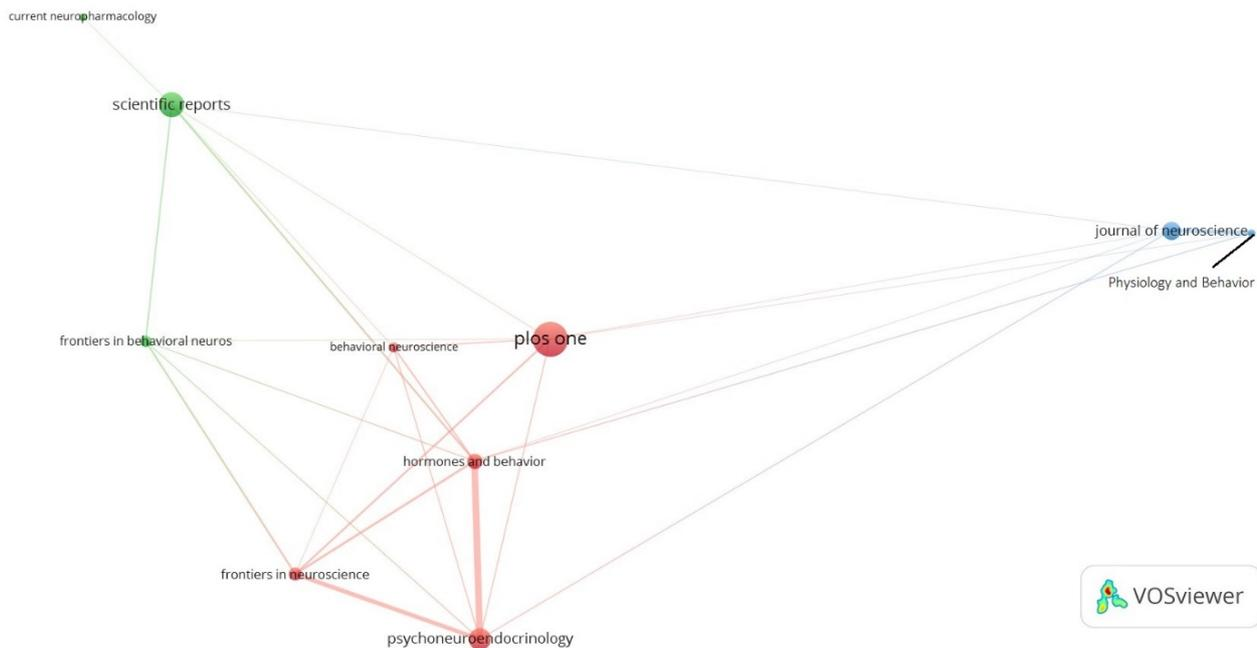 current neuropharmacology
scientific reports
journal of neuroscience
Physiology and Behavior
frontiers in behavioral neuros
behavioral neuroscience
plos one
hormones and behavior
frontiers in neuroscience
psychoneuroendocrinology
VOSviewer